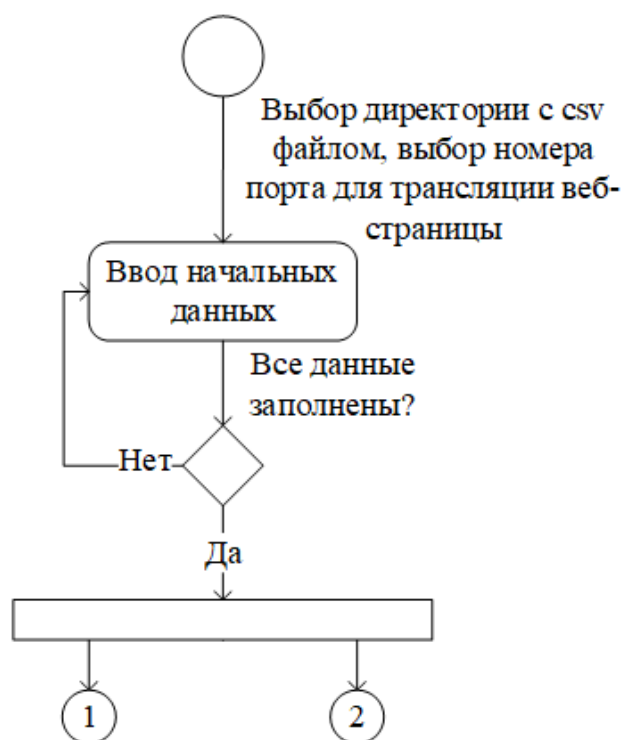 Выбор директории с csv
файлом, выбор номера
порта для трансляции веб-
страницы
Ввод начальных
данных
Все данные
заполнены?
Нет
Да
1
2